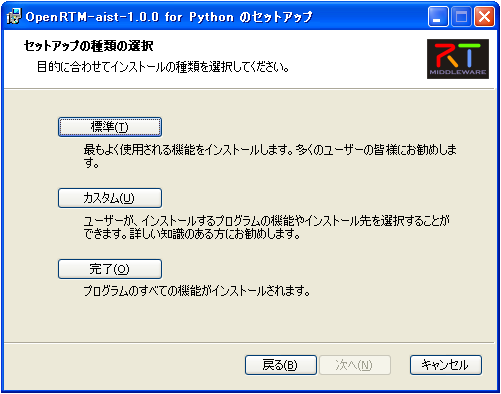 OpenRTM-aist-1.0.0 for Python のセットアップ
セットアップの種類の選択
目的に合わせてインストールの種類を選択してください。
RT
MIDDLEWARE
標準(T)
最もよく使用される機能をインストールします。多くのユーザーの皆様にお勧めしま
す。
カスタム(U)
ユーザーが、インストールするプログラムの機能やインストール先を選択することが
できます。詳しい知識のある方にお勧めします。
完了(O)
プログラムのすべての機能がインストールされます。
戻る(B) 次へ(N) キャンセル